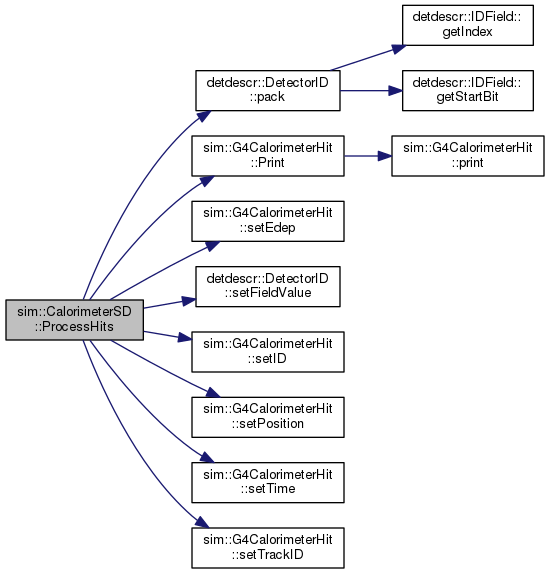 detdescr::IDField::
getIndex
detdescr::DetectorID
::pack
detdescr::IDField::
getStartBit
sim::G4CalorimeterHit
::Print
sim::G4CalorimeterHit
::print
sim::G4CalorimeterHit
::setEdep
detdescr::DetectorID
::setFieldValue
sim::CalorimeterSD
::ProcessHits
sim::G4CalorimeterHit
::setID
sim::G4CalorimeterHit
::setPosition
sim::G4CalorimeterHit
::setTime
sim::G4CalorimeterHit
::setTrackID